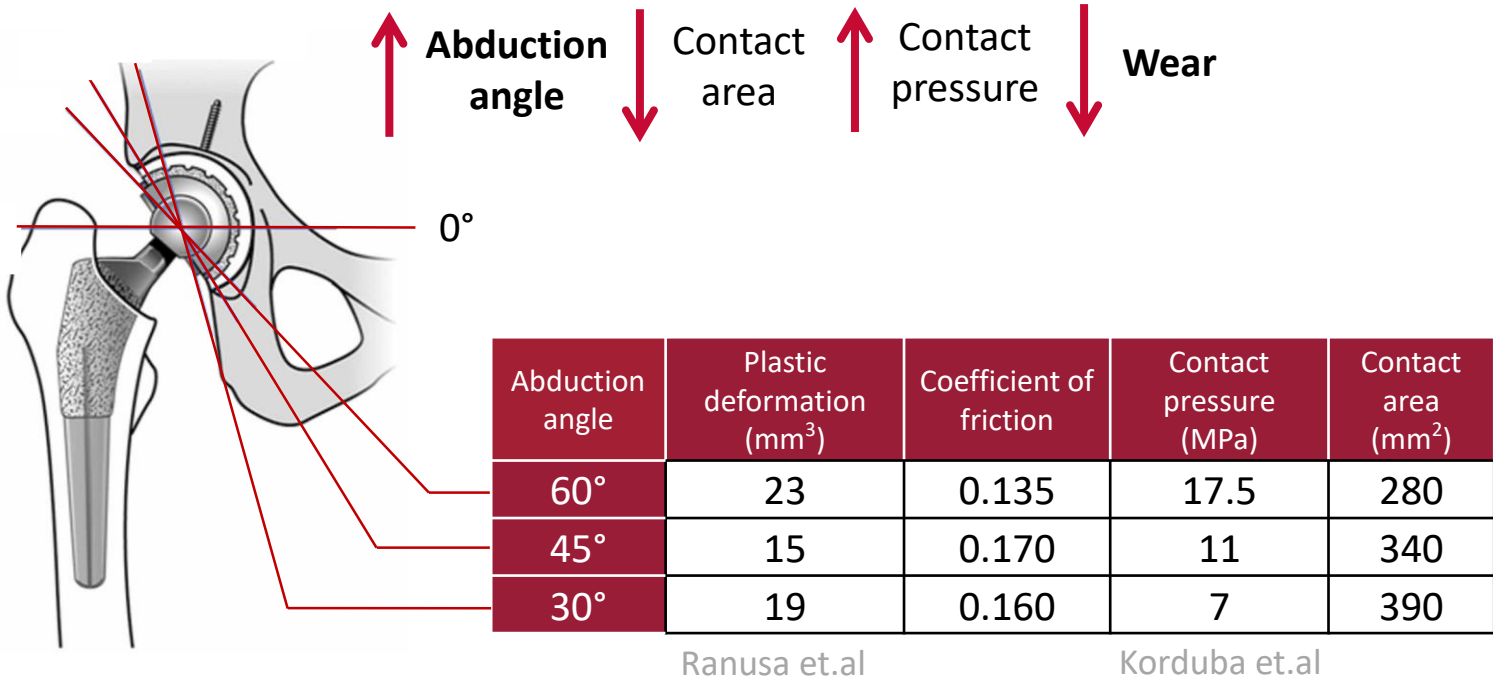 Abduction
angle
Contact
area
Contact
pressure
Wear
0°
Abduction
angle
Plastic
deformation
(mm³)
Coefficient of
friction
Contact
pressure
(MPa)
Contact
area
(mm²)
60° 23 0.135 17.5 280
45° 15 0.170 11 340
30° 19 0.160 7 390
Ranusa et.al
Korduba et.al